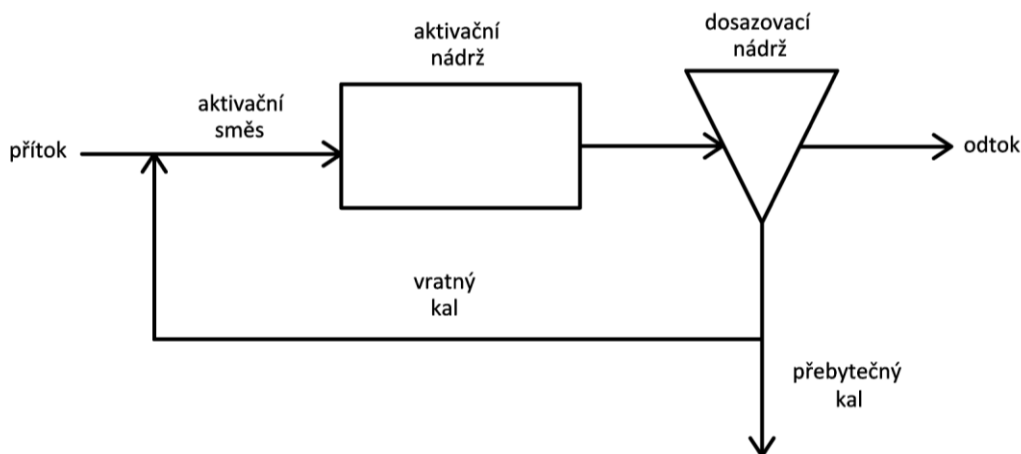 aktivační
nádrž
dosazovací
nádrž
aktivační
směs
přítok
odtok
vratný
kal
přebytečný
kal